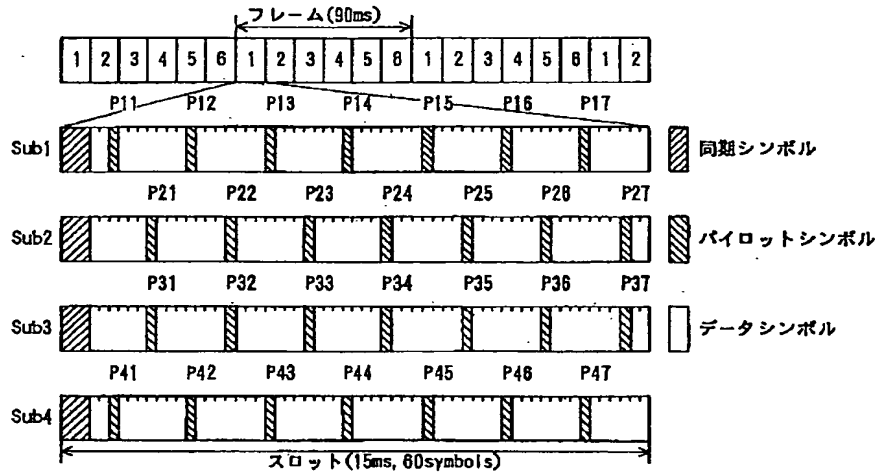 フレーム(90ms)
1 2 3 4 5 6 1 2 3 4 5 8 1 2 3 4 5 6 1 2
P11 P12 P13 P14 P15 P16 P17
Sub1 同期シンボル
P21 P22 P23 P24 P25 P26 P27
Sub2 パイロットシンボル
P31 P32 P33 P34 P35 P36 P37
Sub3 データシンボル
P41 P42 P43 P44 P45 P46 P47
Sub4
スロット(15ms, 60symbols)